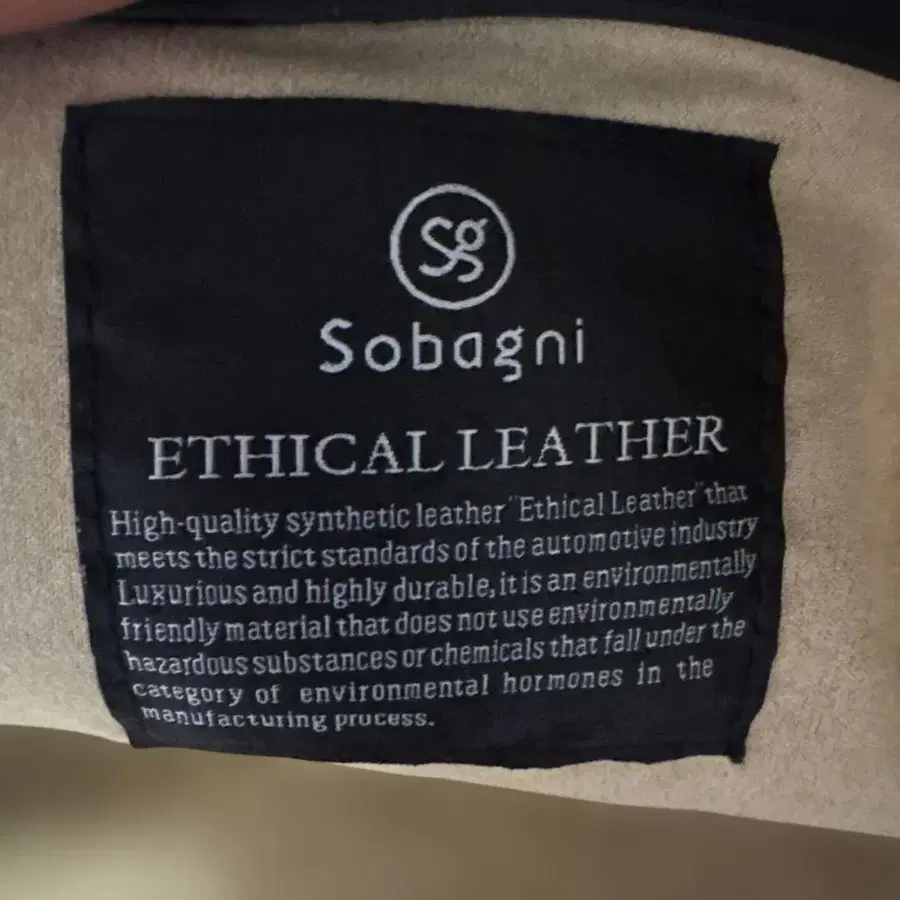 Sg
Sobagni
ETHICAL LEATHER
High-quality synthetic leather "Ethical Leather" that
meets the strict standards of the automotive industry
Luxurious and highly durable, it is an environmentally
friendly material that does not use environmentally
hazardous substances or chemicals that fall under the
category of environmental hormones in the
manufacturing process.